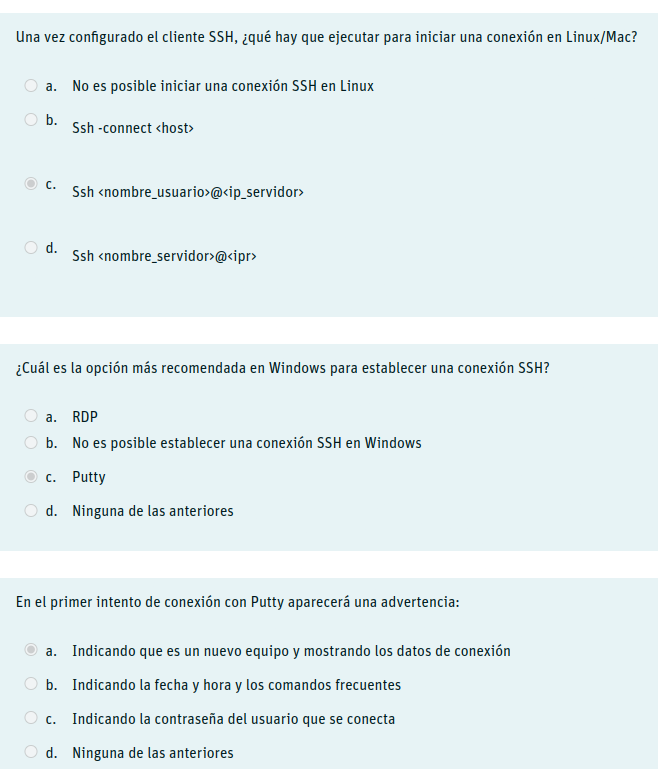 Una vez configurado el cliente SSH, ¿qué hay que ejecutar para iniciar una conexión en Linux/Mac?
a. No es posible iniciar una conexión SSH en Linux
b. Ssh -connect <host>
c. Ssh <nombre_usuario>@<ip_servidor>
d. Ssh <nombre_servidor>@<ipr>
¿Cuál es la opción más recomendada en Windows para establecer una conexión SSH?
a. RDP
b. No es posible establecer una conexión SSH en Windows
c. Putty
d. Ninguna de las anteriores
En el primer intento de conexión con Putty aparecerá una advertencia:
a. Indicando que es un nuevo equipo y mostrando los datos de conexión
b. Indicando la fecha y hora y los comandos frecuentes
c. Indicando la contraseña del usuario que se conecta
d. Ninguna de las anteriores